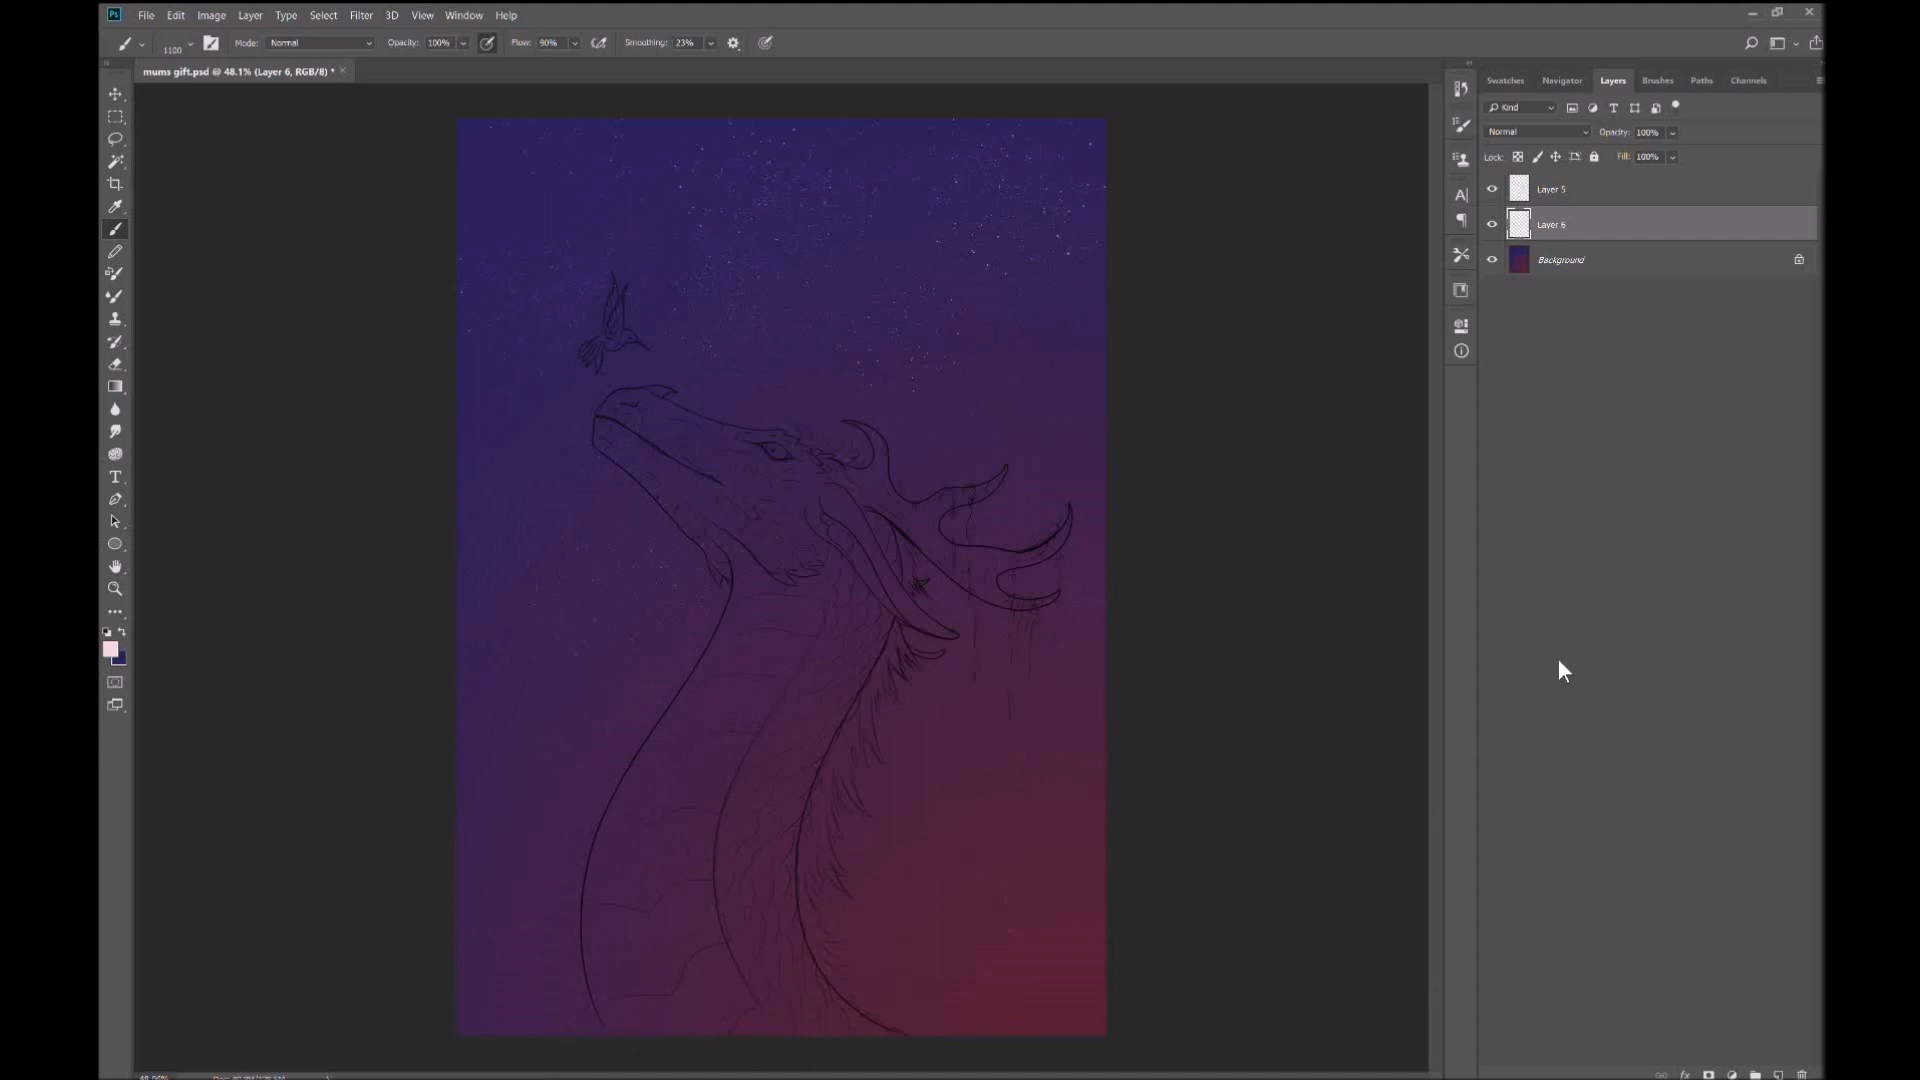 Ps File Edit Image Layer Type Select Filter 3D View Window Help
1100 Mode: Normal Opacity: 100% Flow: 90% Smoothing: 23%
mums gift.psd @ 48.1% (Layer 6, RGB/8) *
Swatches Navigator Layers Brushes Paths Channels
Kind
Normal Opacity: 100%
Lock: Fill: 100%
Layer 5
Layer 6
Background